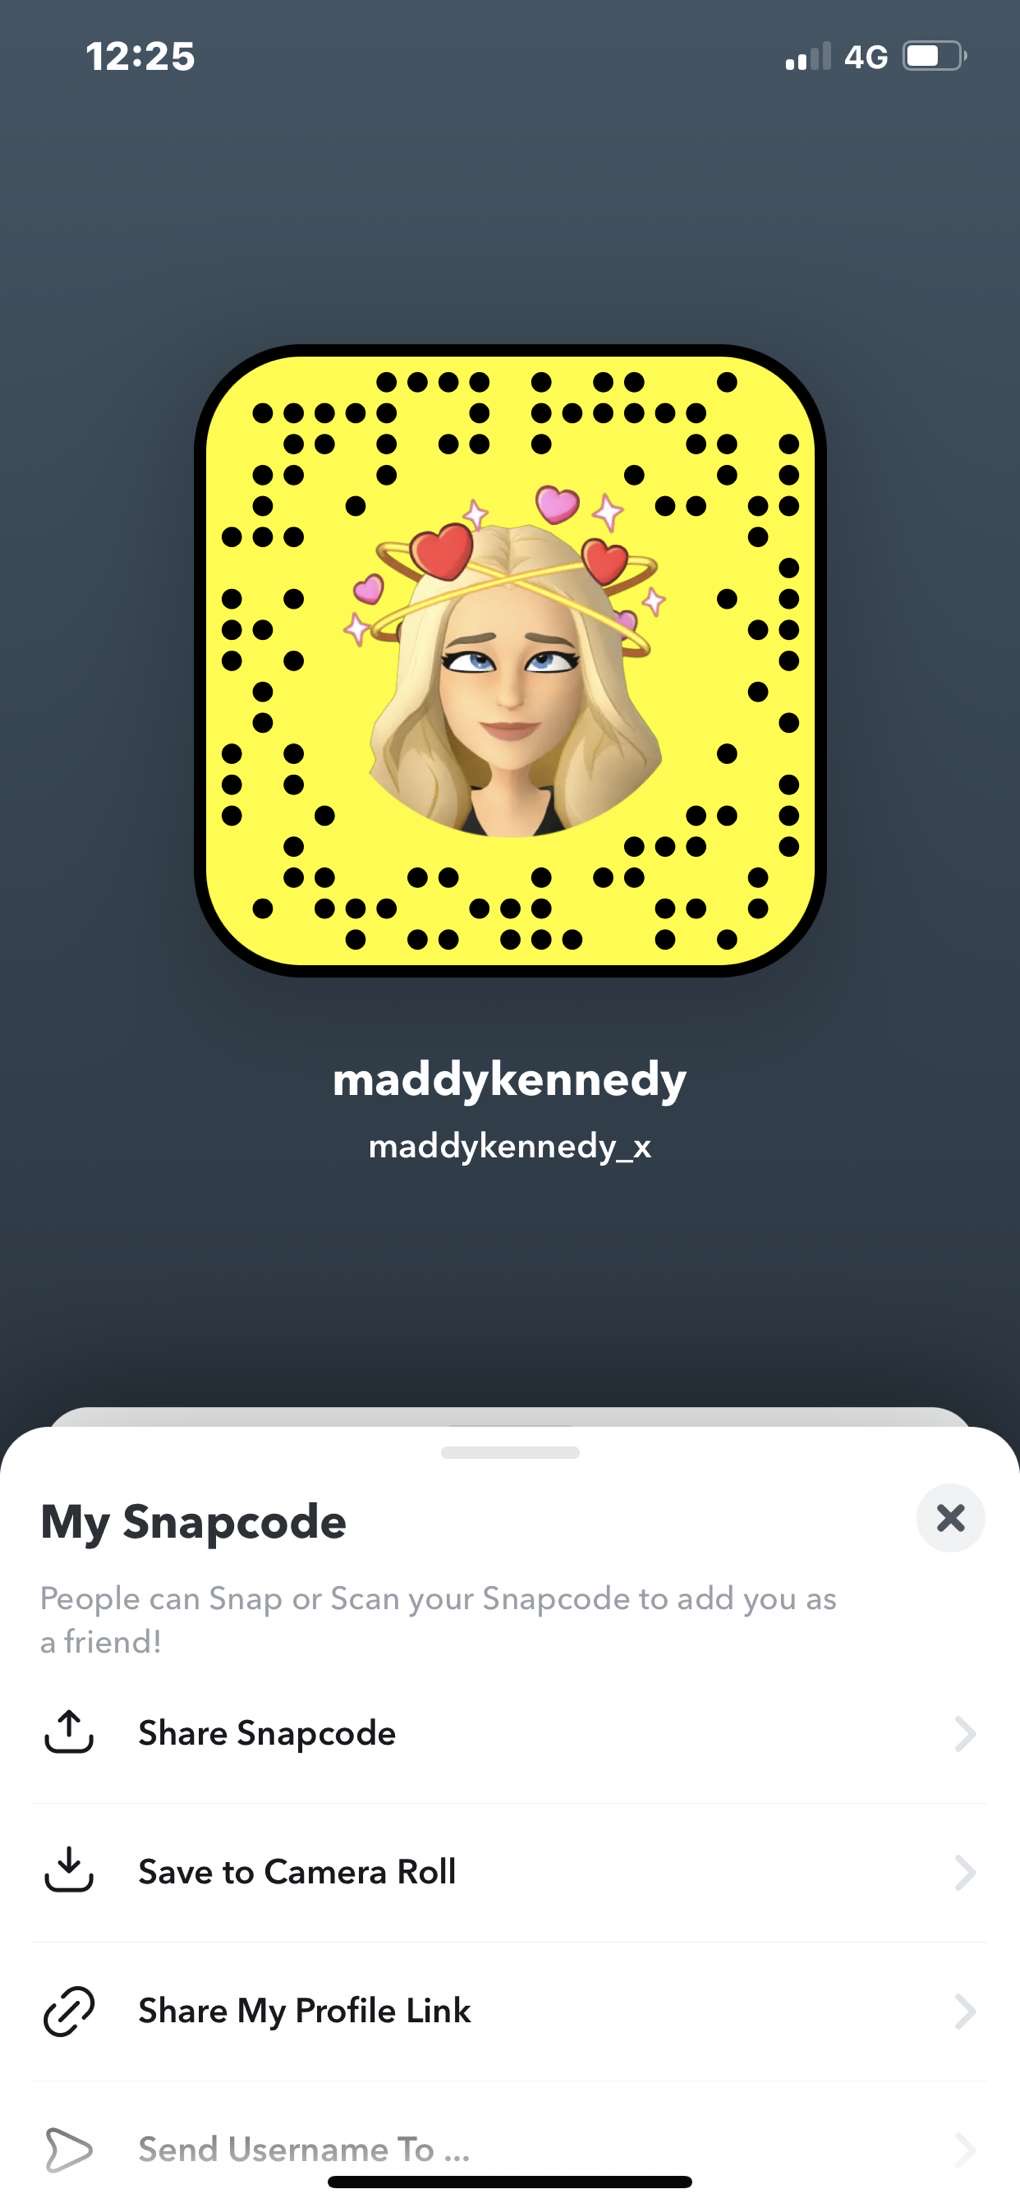 12:25
4G
maddykennedy
maddykennedy_x
My Snapcode
People can Snap or Scan your Snapcode to add you as
a friend!
Share Snapcode
Save to Camera Roll
Share My Profile Link
Send Username To ...